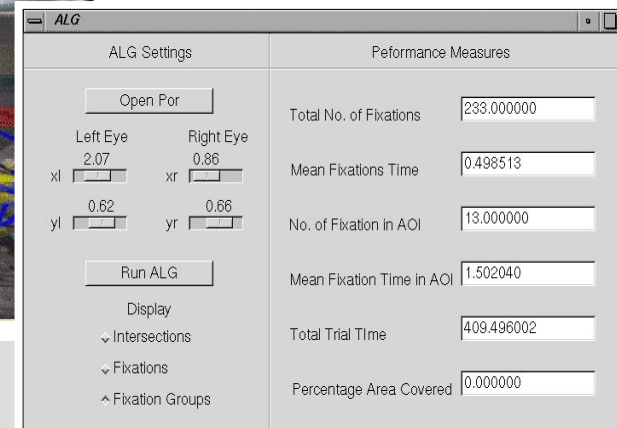 ALG
ALG Settings
Peformance Measures
Open Por
Left Eye Right Eye
2.07 0.86
xl xr
0.62 0.66
yl yr
Run ALG
Display
Intersections
Fixations
Fixation Groups
Total No. of Fixations 233.000000
Mean Fixations Time 0.498513
No. of Fixation in AOI 13.000000
Mean Fixation Time in AOI 1.502040
Total Trial TIme 409.496002
Percentage Area Covered 0.000000